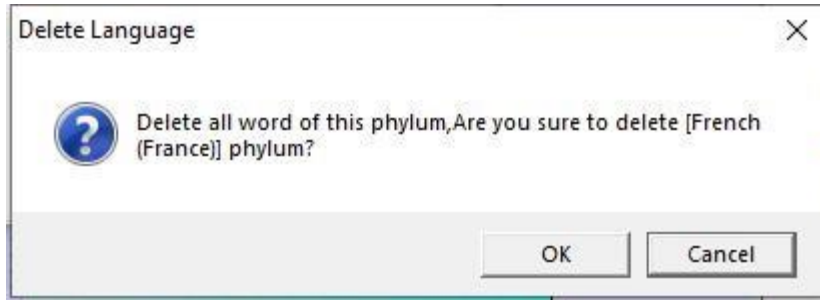 Delete Language
Delete all word of this phylum,Are you sure to delete [French
(France)] phylum?
OK
Cancel